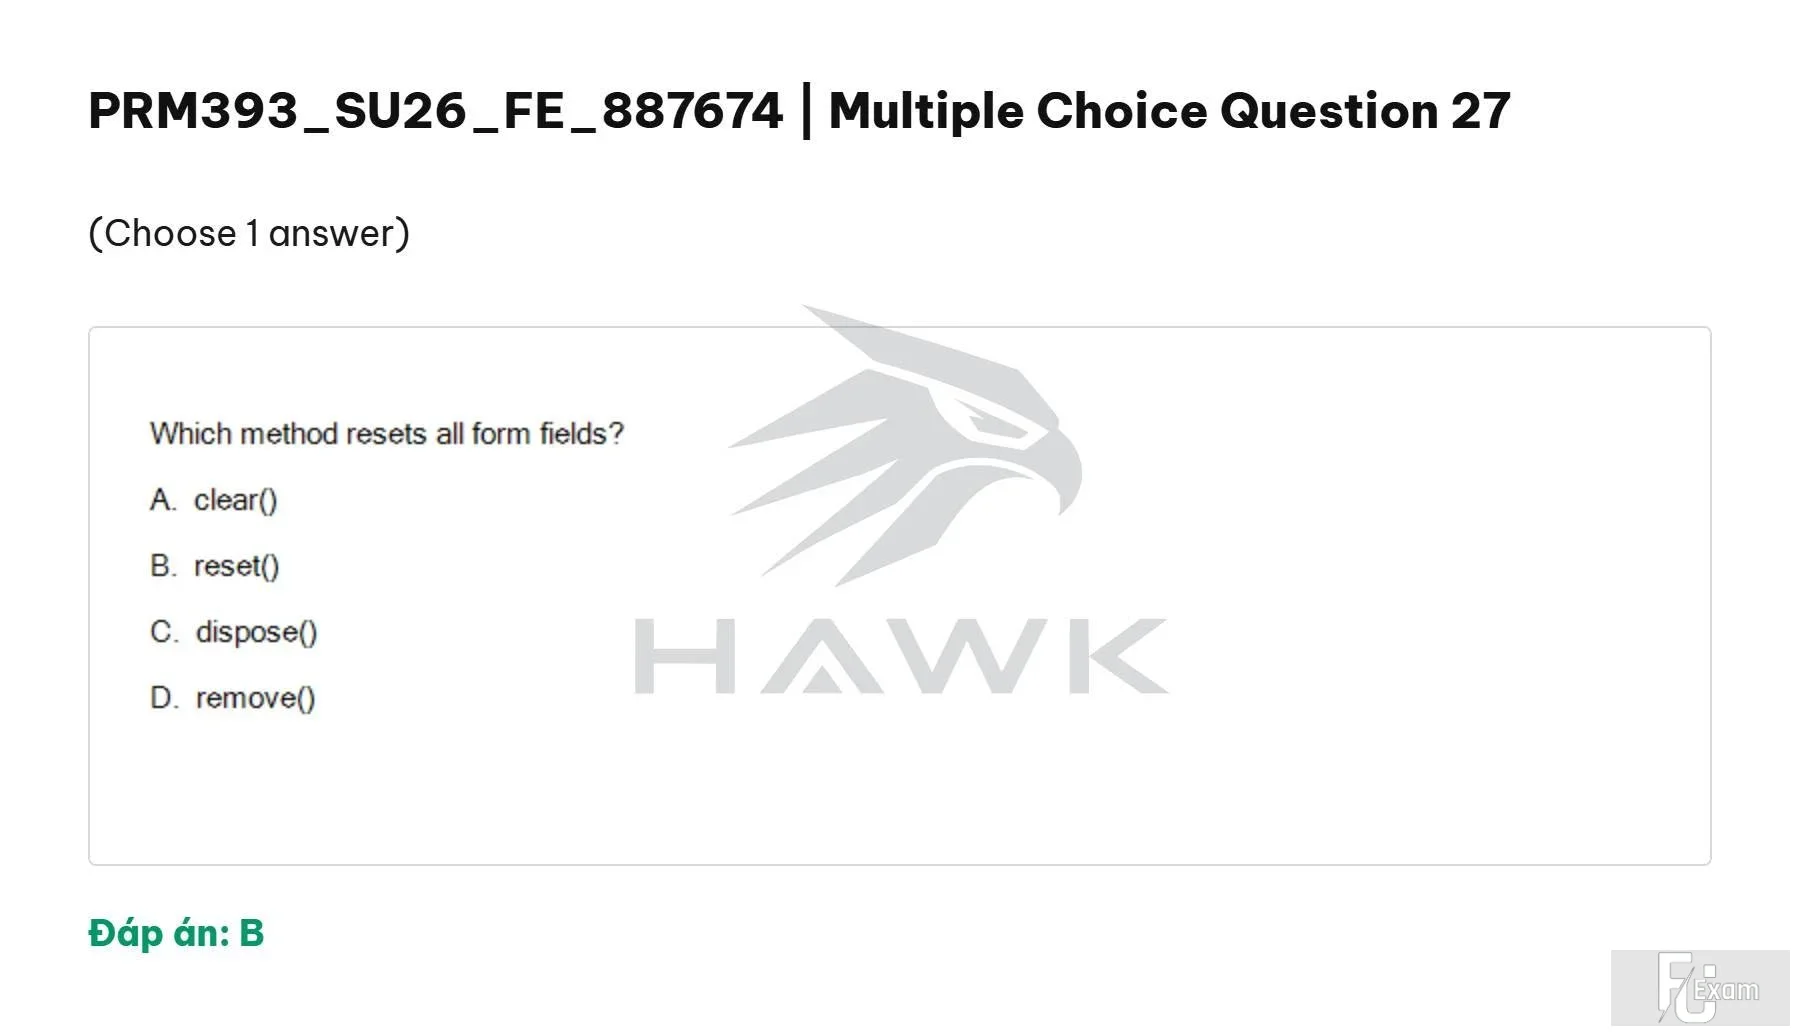 PRM393_SU26_FE_887674 | Multiple Choice Question 27
(Choose 1 answer)
Which method resets all form fields?
A. clear()
B. reset()
C. dispose()
D. remove()
HAWK
Đáp án: B
FU Exam